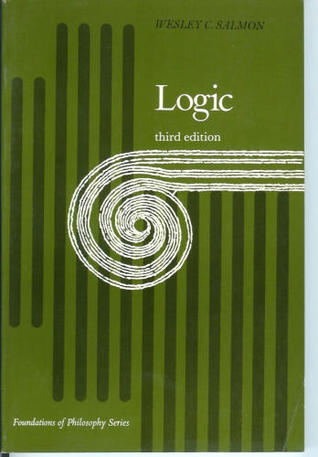 WESLEY C. SALMON
Logic
third edition
Foundations of Philosophy Series